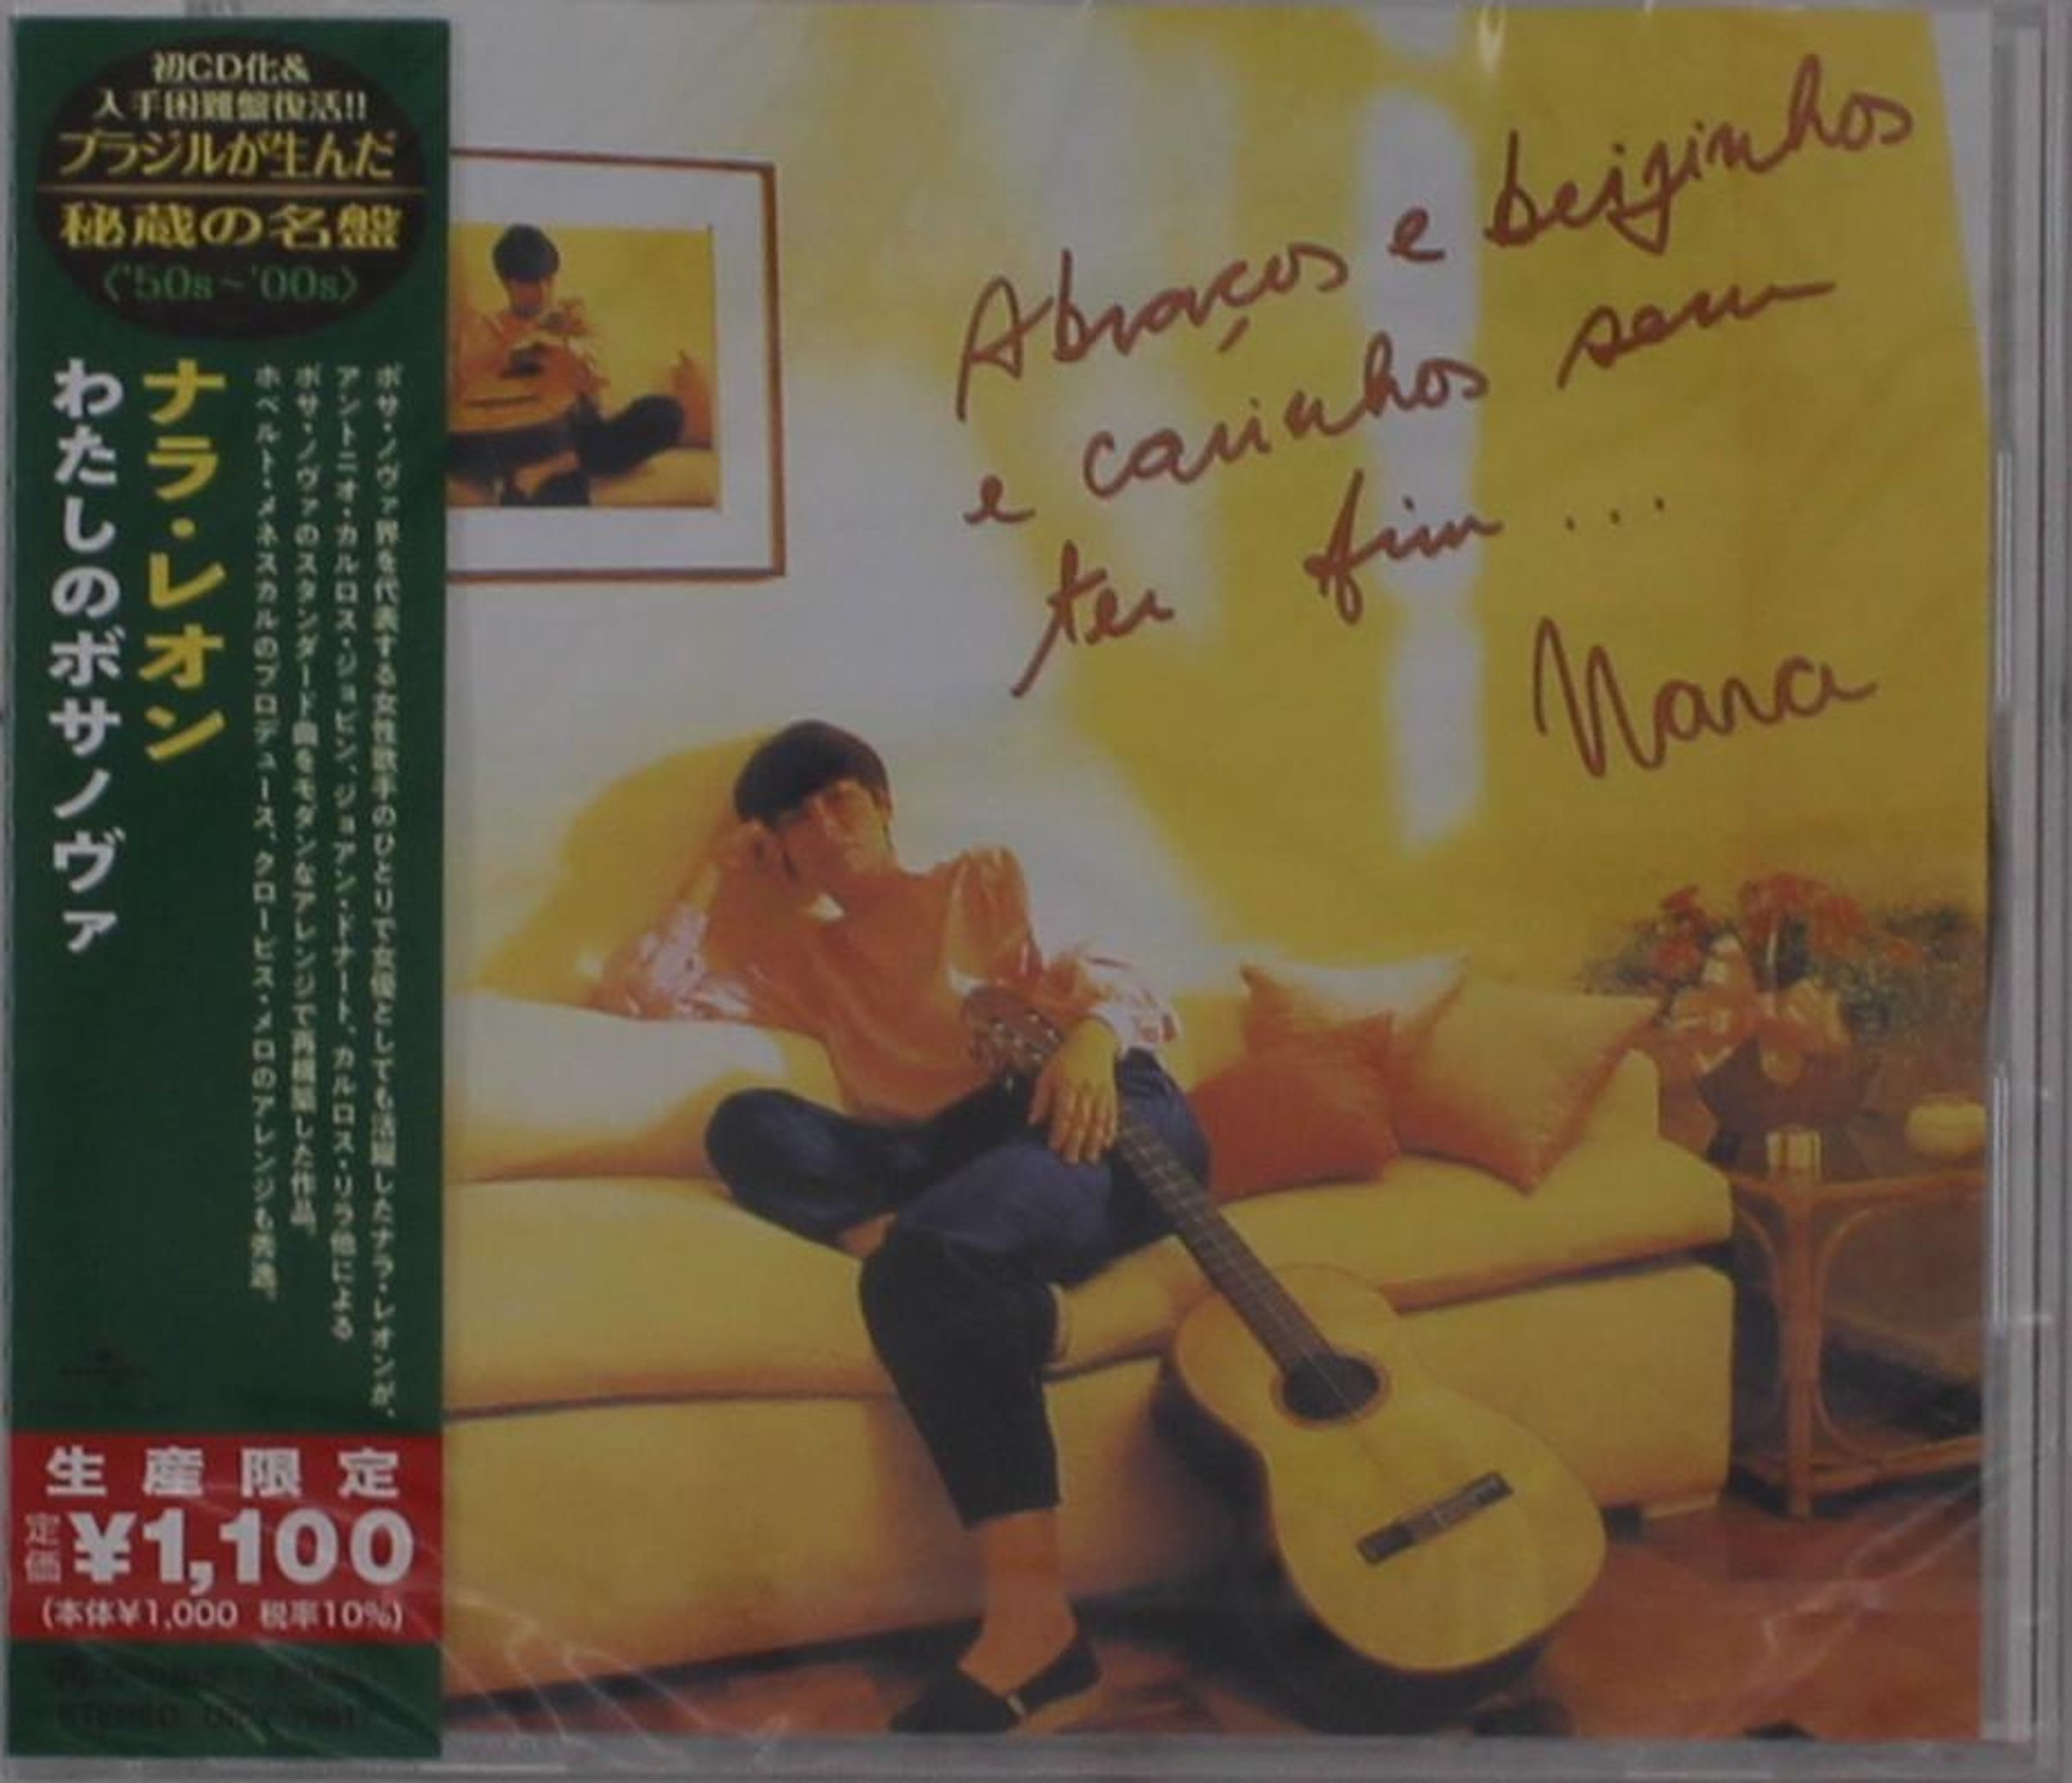 初CD化&
入手困難盤復活!!
ブラジルが生んだ
秘蔵の名盤
〈'50s~'00s〉
ボサ・ノヴァ界を代表する女性歌手のひとりで女優としても活躍したナラ・レオンが、
アントニオ・カルロス・ジョビン、ジョアン・ドナート、カルロス・リラ他による
ボサ・ノヴァのスタンダード曲をモダンなアレンジで再構築した作品。
ホベルト・メネスカルのプロデュース、クロービス・メロのアレンジも秀逸。
ナラ・レオン
わたしのボサノヴァ
生産限定
定価 ¥1,100
(本体¥1,000 税率10%)
STEREO
Abraços e beijinhos
e carinhos sem
ter fim...
Nara